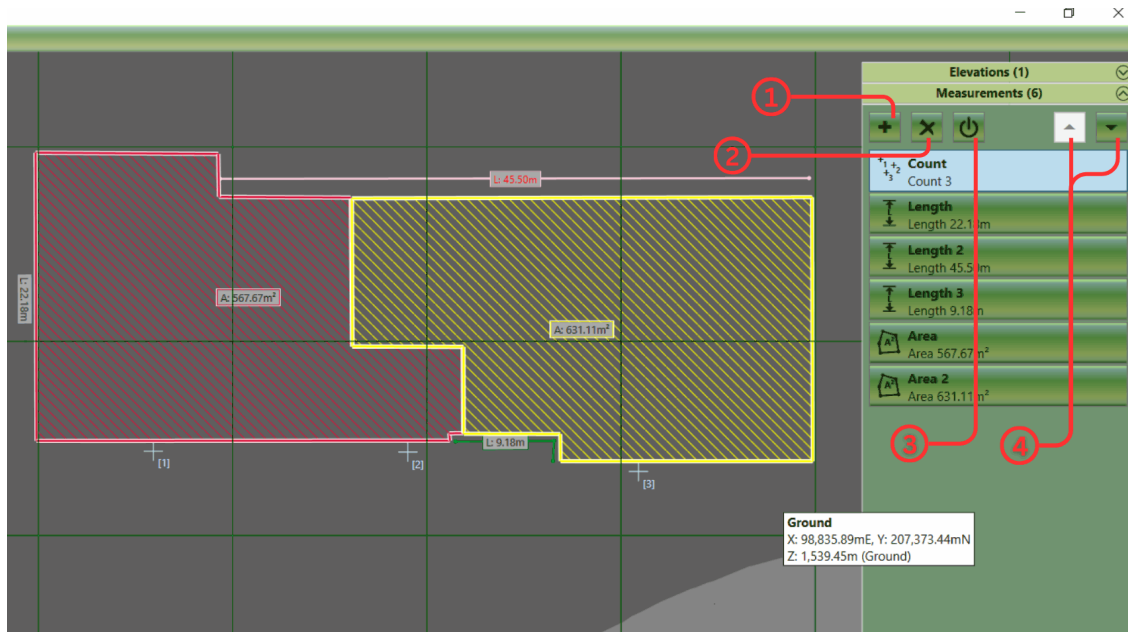 Elevations (1)
Measurements (6)
1
2
3
4
Count
Count 3
Length
Length 22.18m
Length 2
Length 45.50m
Length 3
Length 9.18m
Area
Area 567.67m²
Area 2
Area 631.11m²
L: 45.50m
L: 22.18m
A: 567.67m²
A: 631.11m²
L: 9.18m
[1]
[2]
[3]
Ground
X: 98,835.89mE, Y: 207,373.44mN
Z: 1,539.45m (Ground)